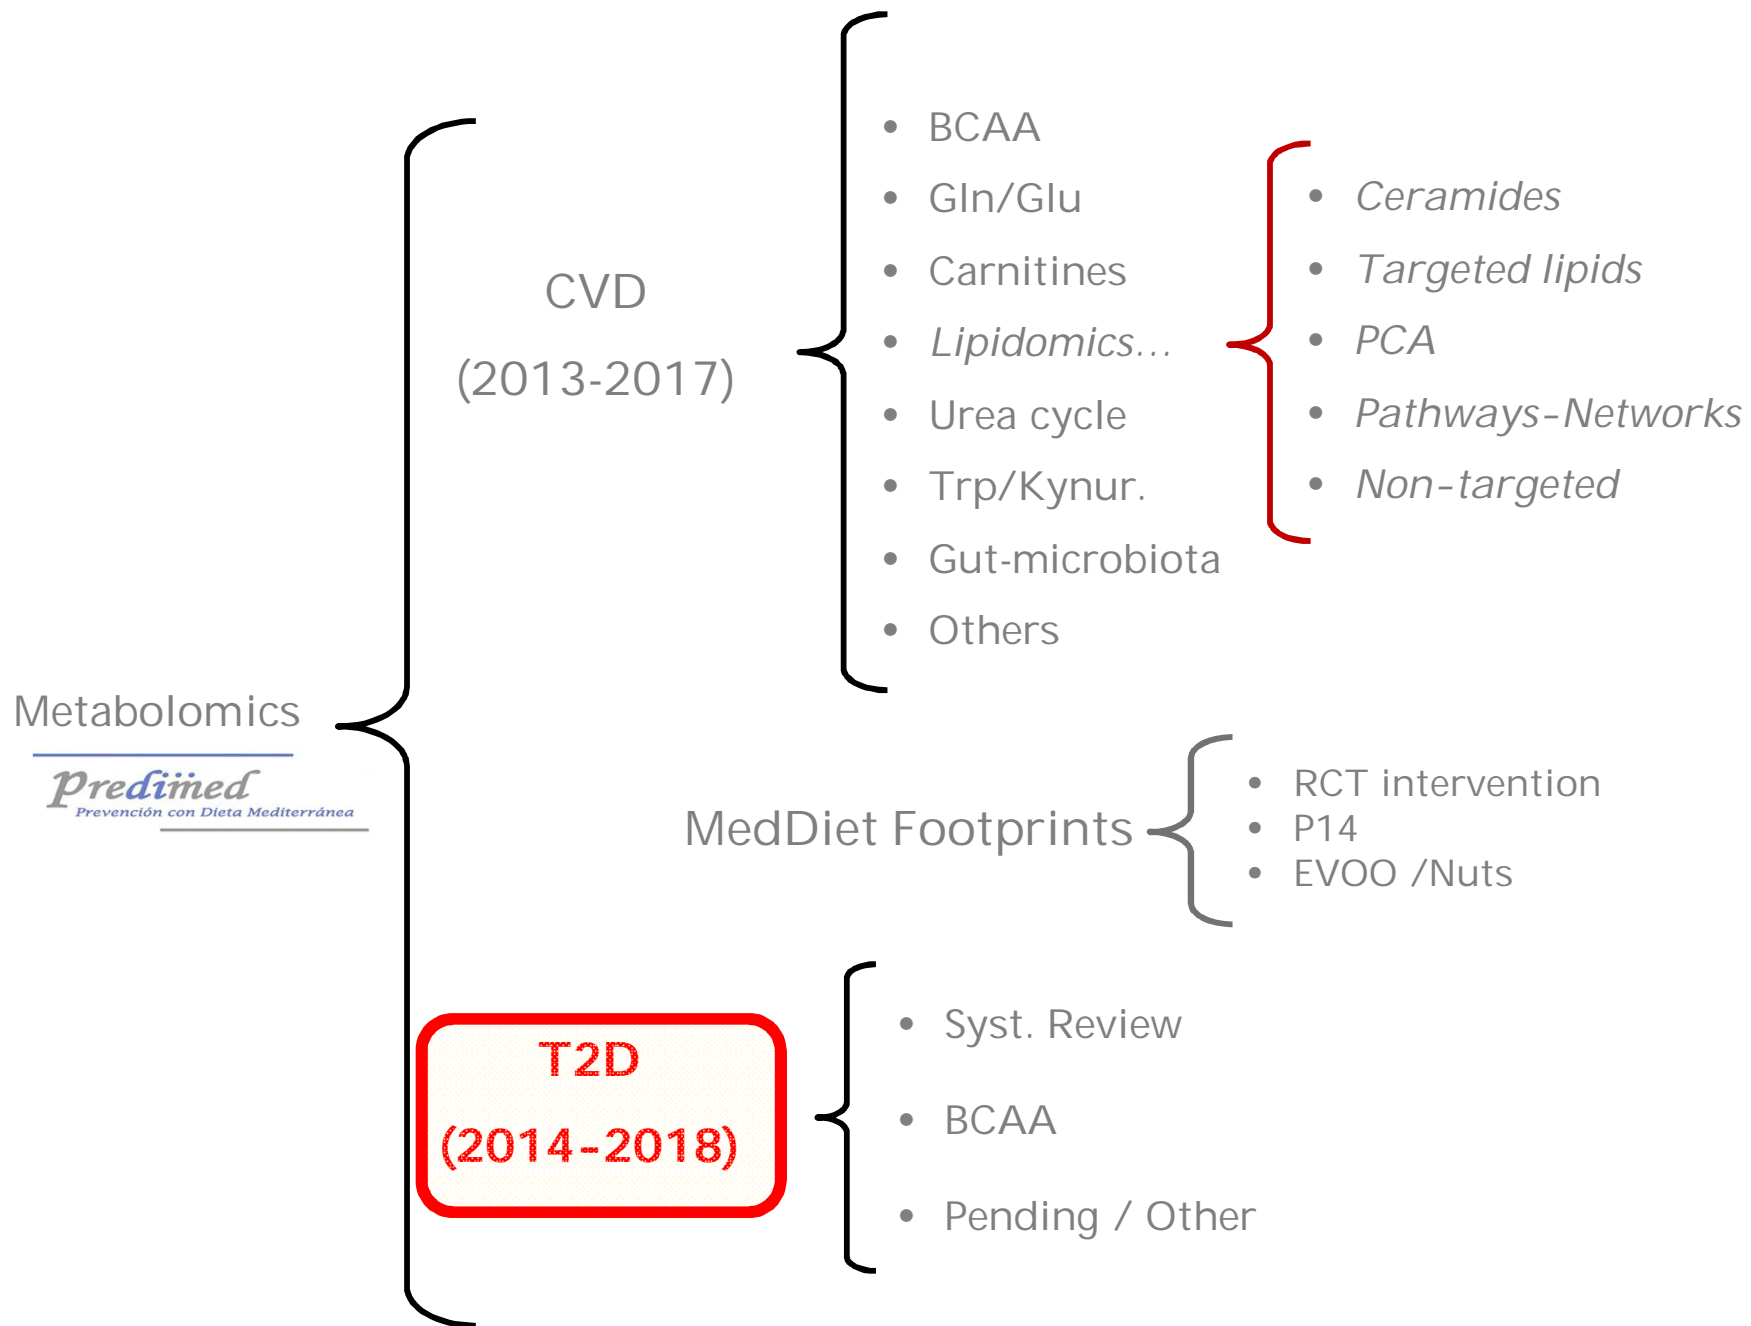 Metabolomics
Predimed
Prevención con Dieta Mediterránea
CVD
(2013-2017)
• BCAA
• Gln/Glu
• Carnitines
• Lipidomics...
• Urea cycle
• Trp/Kynur.
• Gut-microbiota
• Others
• Ceramides
• Targeted lipids
• PCA
• Pathways-Networks
• Non-targeted
MedDiet Footprints
• RCT intervention
• P14
• EVOO /Nuts
T2D
(2014-2018)
• Syst. Review
• BCAA
• Pending / Other